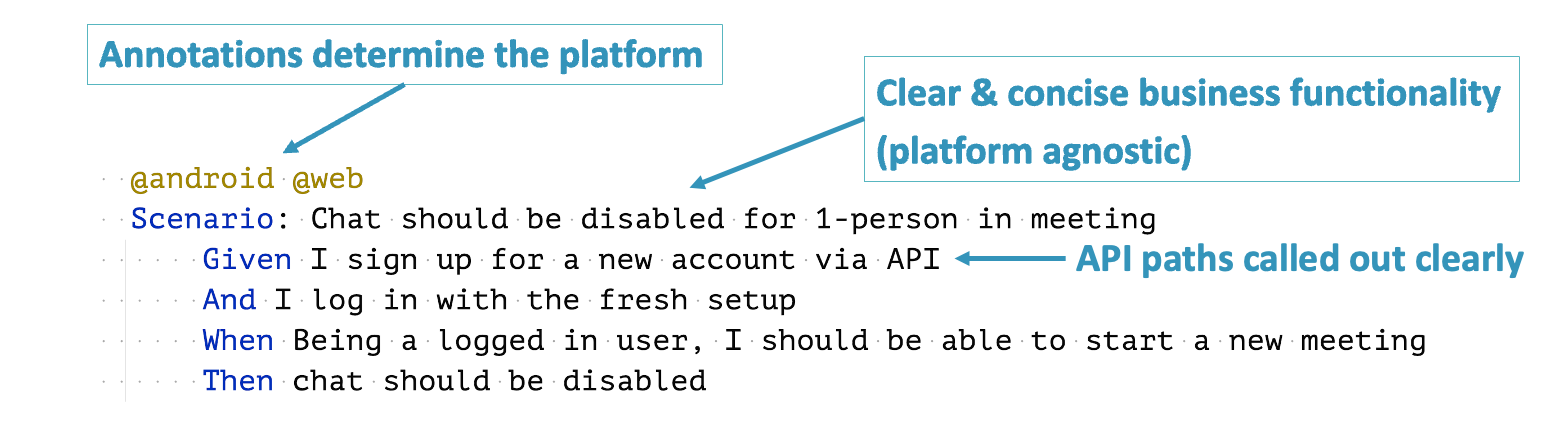 Annotations determine the platform
Clear & concise business functionality
(platform agnostic)
@android @web
Scenario: Chat should be disabled for 1-person in meeting
Given I sign up for a new account via API
API paths called out clearly
And I log in with the fresh setup
When Being a logged in user, I should be able to start a new meeting
Then chat should be disabled